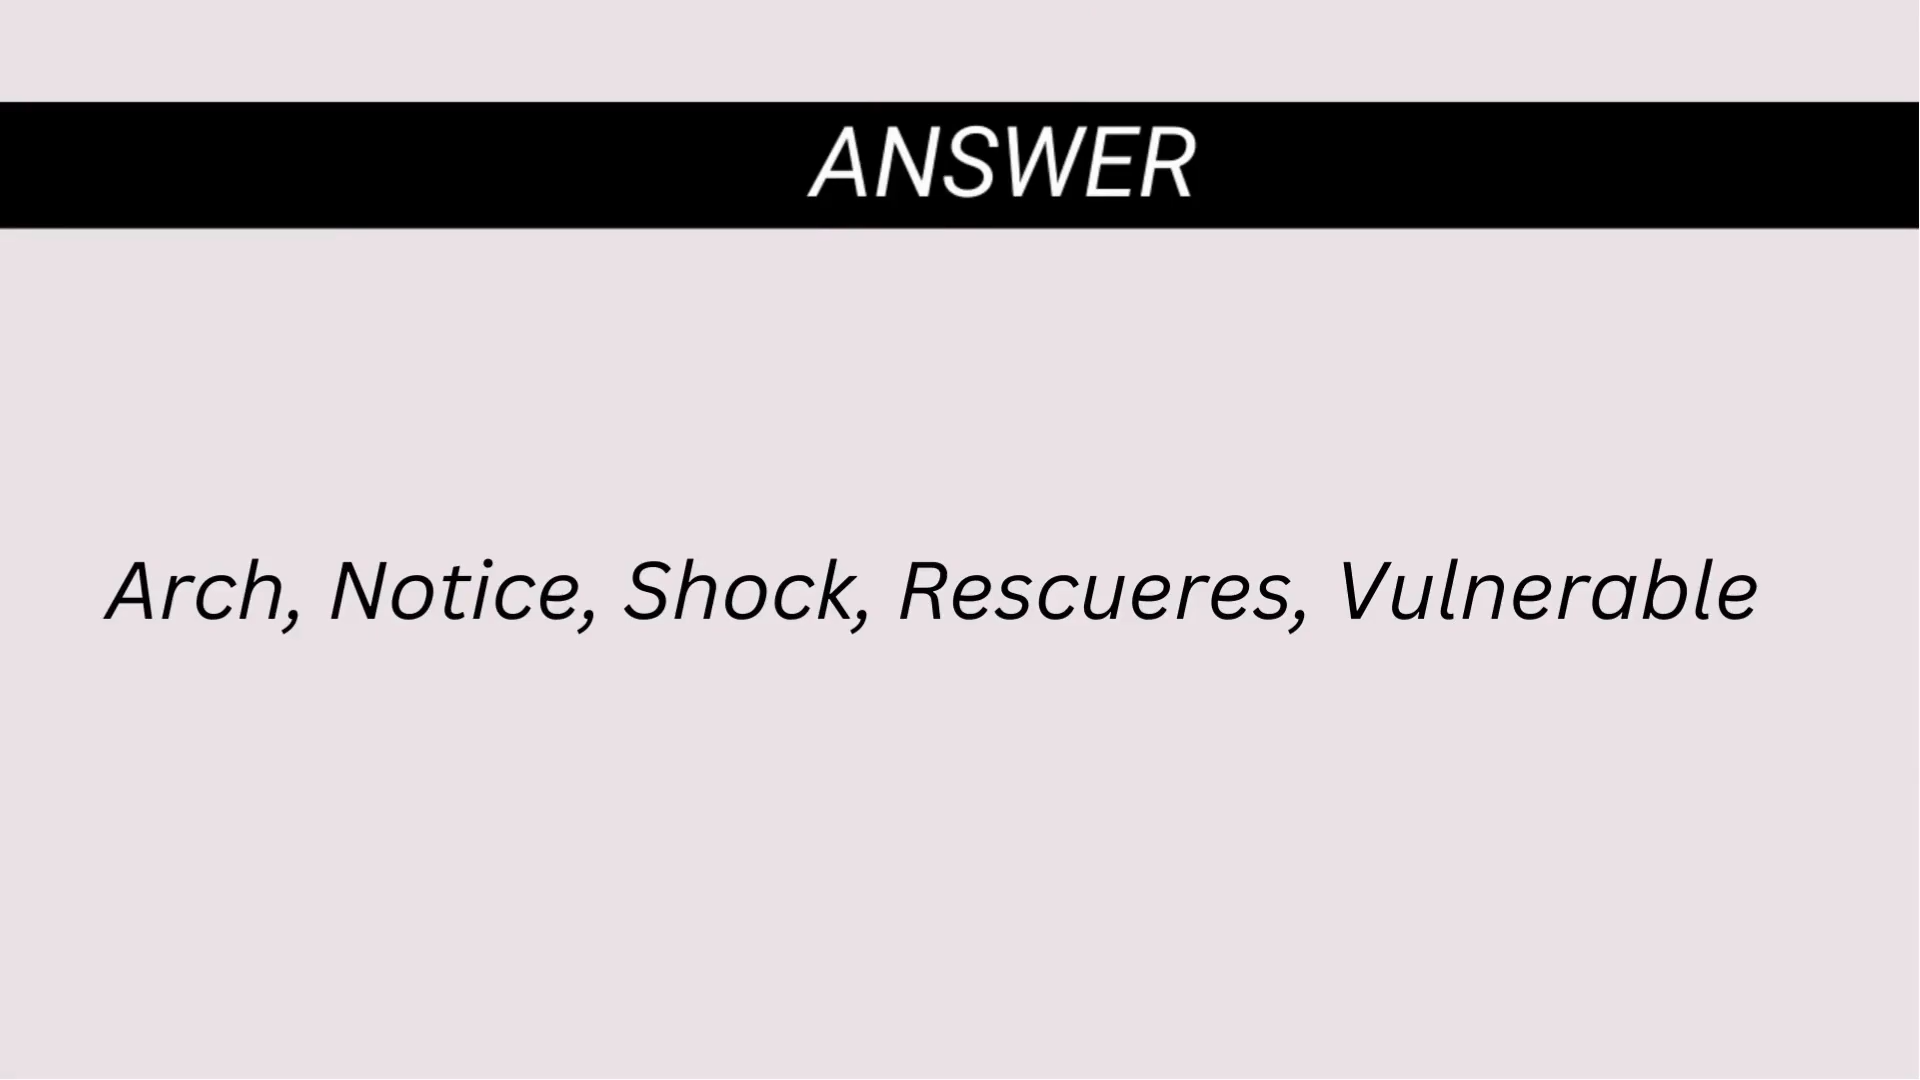 ANSWER
Arch, Notice, Shock, Rescueres, Vulnerable